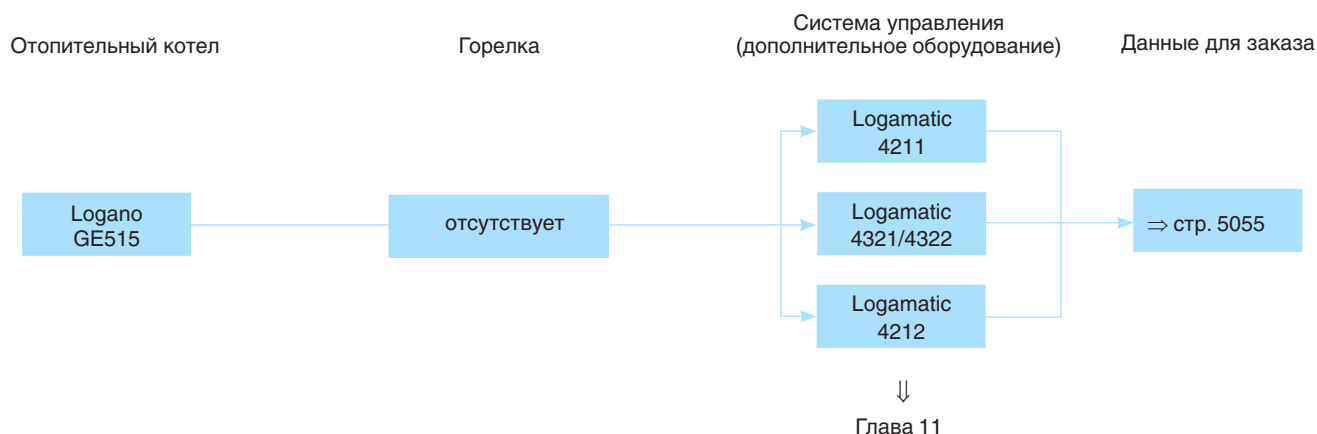 Отопительный котел
Горелка
Система управления
(дополнительное оборудование)
Данные для заказа
Logano
GE515
отсутствует
Logamatic
4211
Logamatic
4321/4322
Logamatic
4212
⇒ стр. 5055
⇓
Глава 11